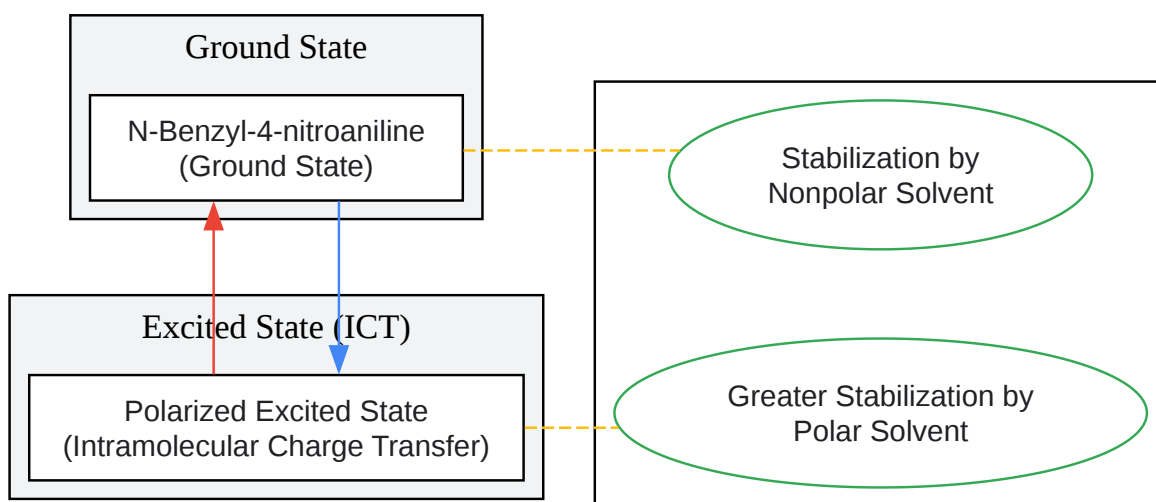 Ground State
N-Benzyl-4-nitroaniline
(Ground State)
Stabilization by
Nonpolar Solvent
Excited State (ICT)
Polarized Excited State
(Intramolecular Charge Transfer)
Greater Stabilization by
Polar Solvent